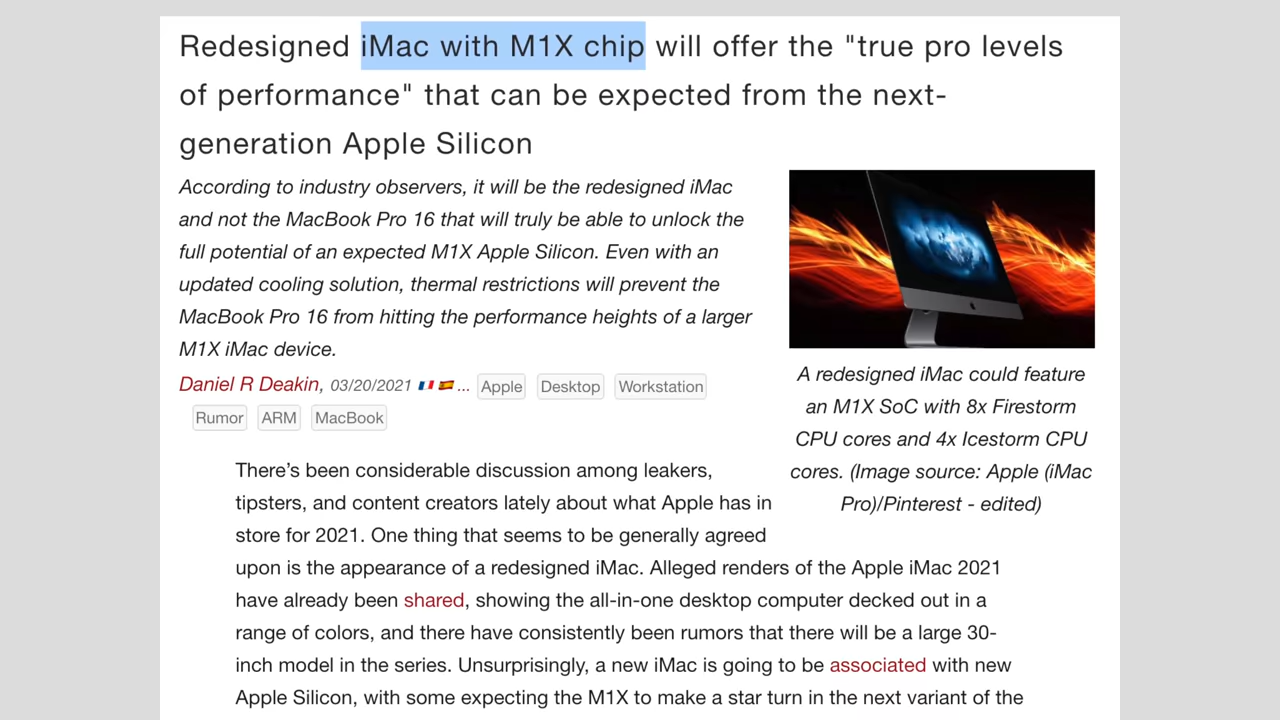 Redesigned iMac with M1X chip will offer the "true pro levels
of performance" that can be expected from the next-
generation Apple Silicon
According to industry observers, it will be the redesigned iMac
and not the MacBook Pro 16 that will truly be able to unlock the
full potential of an expected M1X Apple Silicon. Even with an
updated cooling solution, thermal restrictions will prevent the
MacBook Pro 16 from hitting the performance heights of a larger
M1X iMac device.
Daniel R Deakin, 03/20/2021 🇫🇷 🇪🇸 ... Apple Desktop Workstation
Rumor ARM MacBook
A redesigned iMac could feature
an M1X SoC with 8x Firestorm
CPU cores and 4x Icestorm CPU
cores. (Image source: Apple (iMac
Pro)/Pinterest - edited)
There’s been considerable discussion among leakers,
tipsters, and content creators lately about what Apple has in
store for 2021. One thing that seems to be generally agreed
upon is the appearance of a redesigned iMac. Alleged renders of the Apple iMac 2021
have already been shared, showing the all-in-one desktop computer decked out in a
range of colors, and there have consistently been rumors that there will be a large 30-
inch model in the series. Unsurprisingly, a new iMac is going to be associated with new
Apple Silicon, with some expecting the M1X to make a star turn in the next variant of the